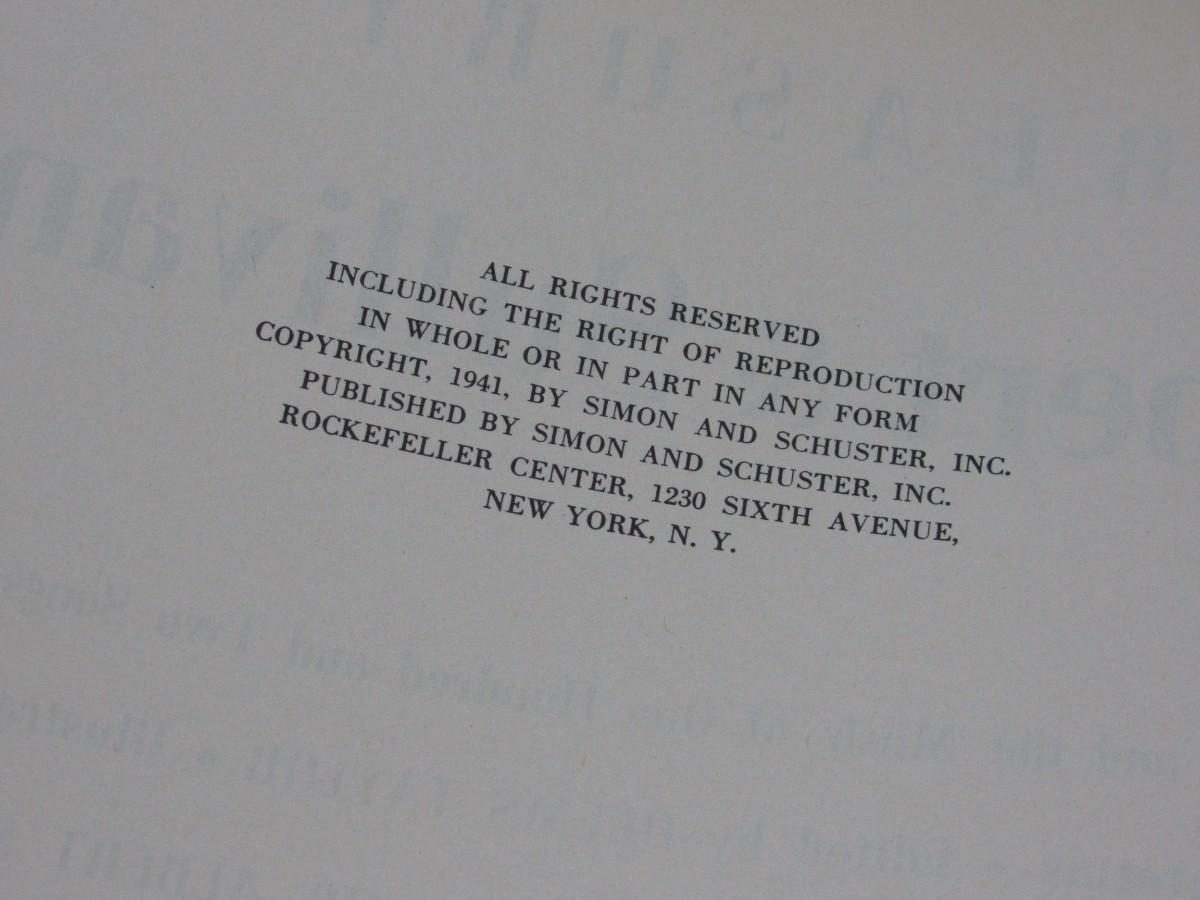 ALL RIGHTS RESERVED
INCLUDING THE RIGHT OF REPRODUCTION
IN WHOLE OR IN PART IN ANY FORM
COPYRIGHT, 1941, BY SIMON AND SCHUSTER, INC.
PUBLISHED BY SIMON AND SCHUSTER, INC.
ROCKEFELLER CENTER, 1230 SIXTH AVENUE,
NEW YORK, N. Y.